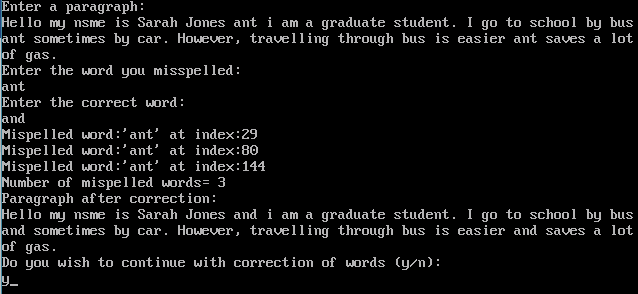 Enter a paragraph:
Hello my nsme is Sarah Jones ant i am a graduate student. I go to school by bus
ant sometimes by car. However, travelling through bus is easier ant saves a lot
of gas.
Enter the word you misspelled:
ant
Enter the correct word:
and
Mispelled word:'ant' at index:29
Mispelled word:'ant' at index:80
Mispelled word:'ant' at index:144
Number of mispelled words= 3
Paragraph after correction:
Hello my nsme is Sarah Jones and i am a graduate student. I go to school by bus
and sometimes by car. However, travelling through bus is easier and saves a lot
of gas.
Do you wish to continue with correction of words (y/n):
y_